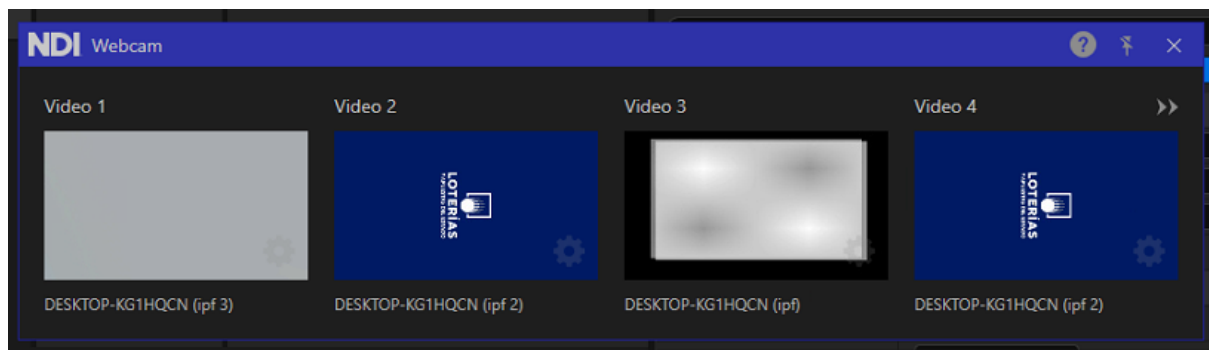 NDI Webcam
?
Video 1
Video 2
Video 3
Video 4
LOTERÍAS
LOTERÍAS
DESKTOP-KG1HQCN (ipf 3)
DESKTOP-KG1HQCN (ipf 2)
DESKTOP-KG1HQCN (ipf)
DESKTOP-KG1HQCN (ipf 2)